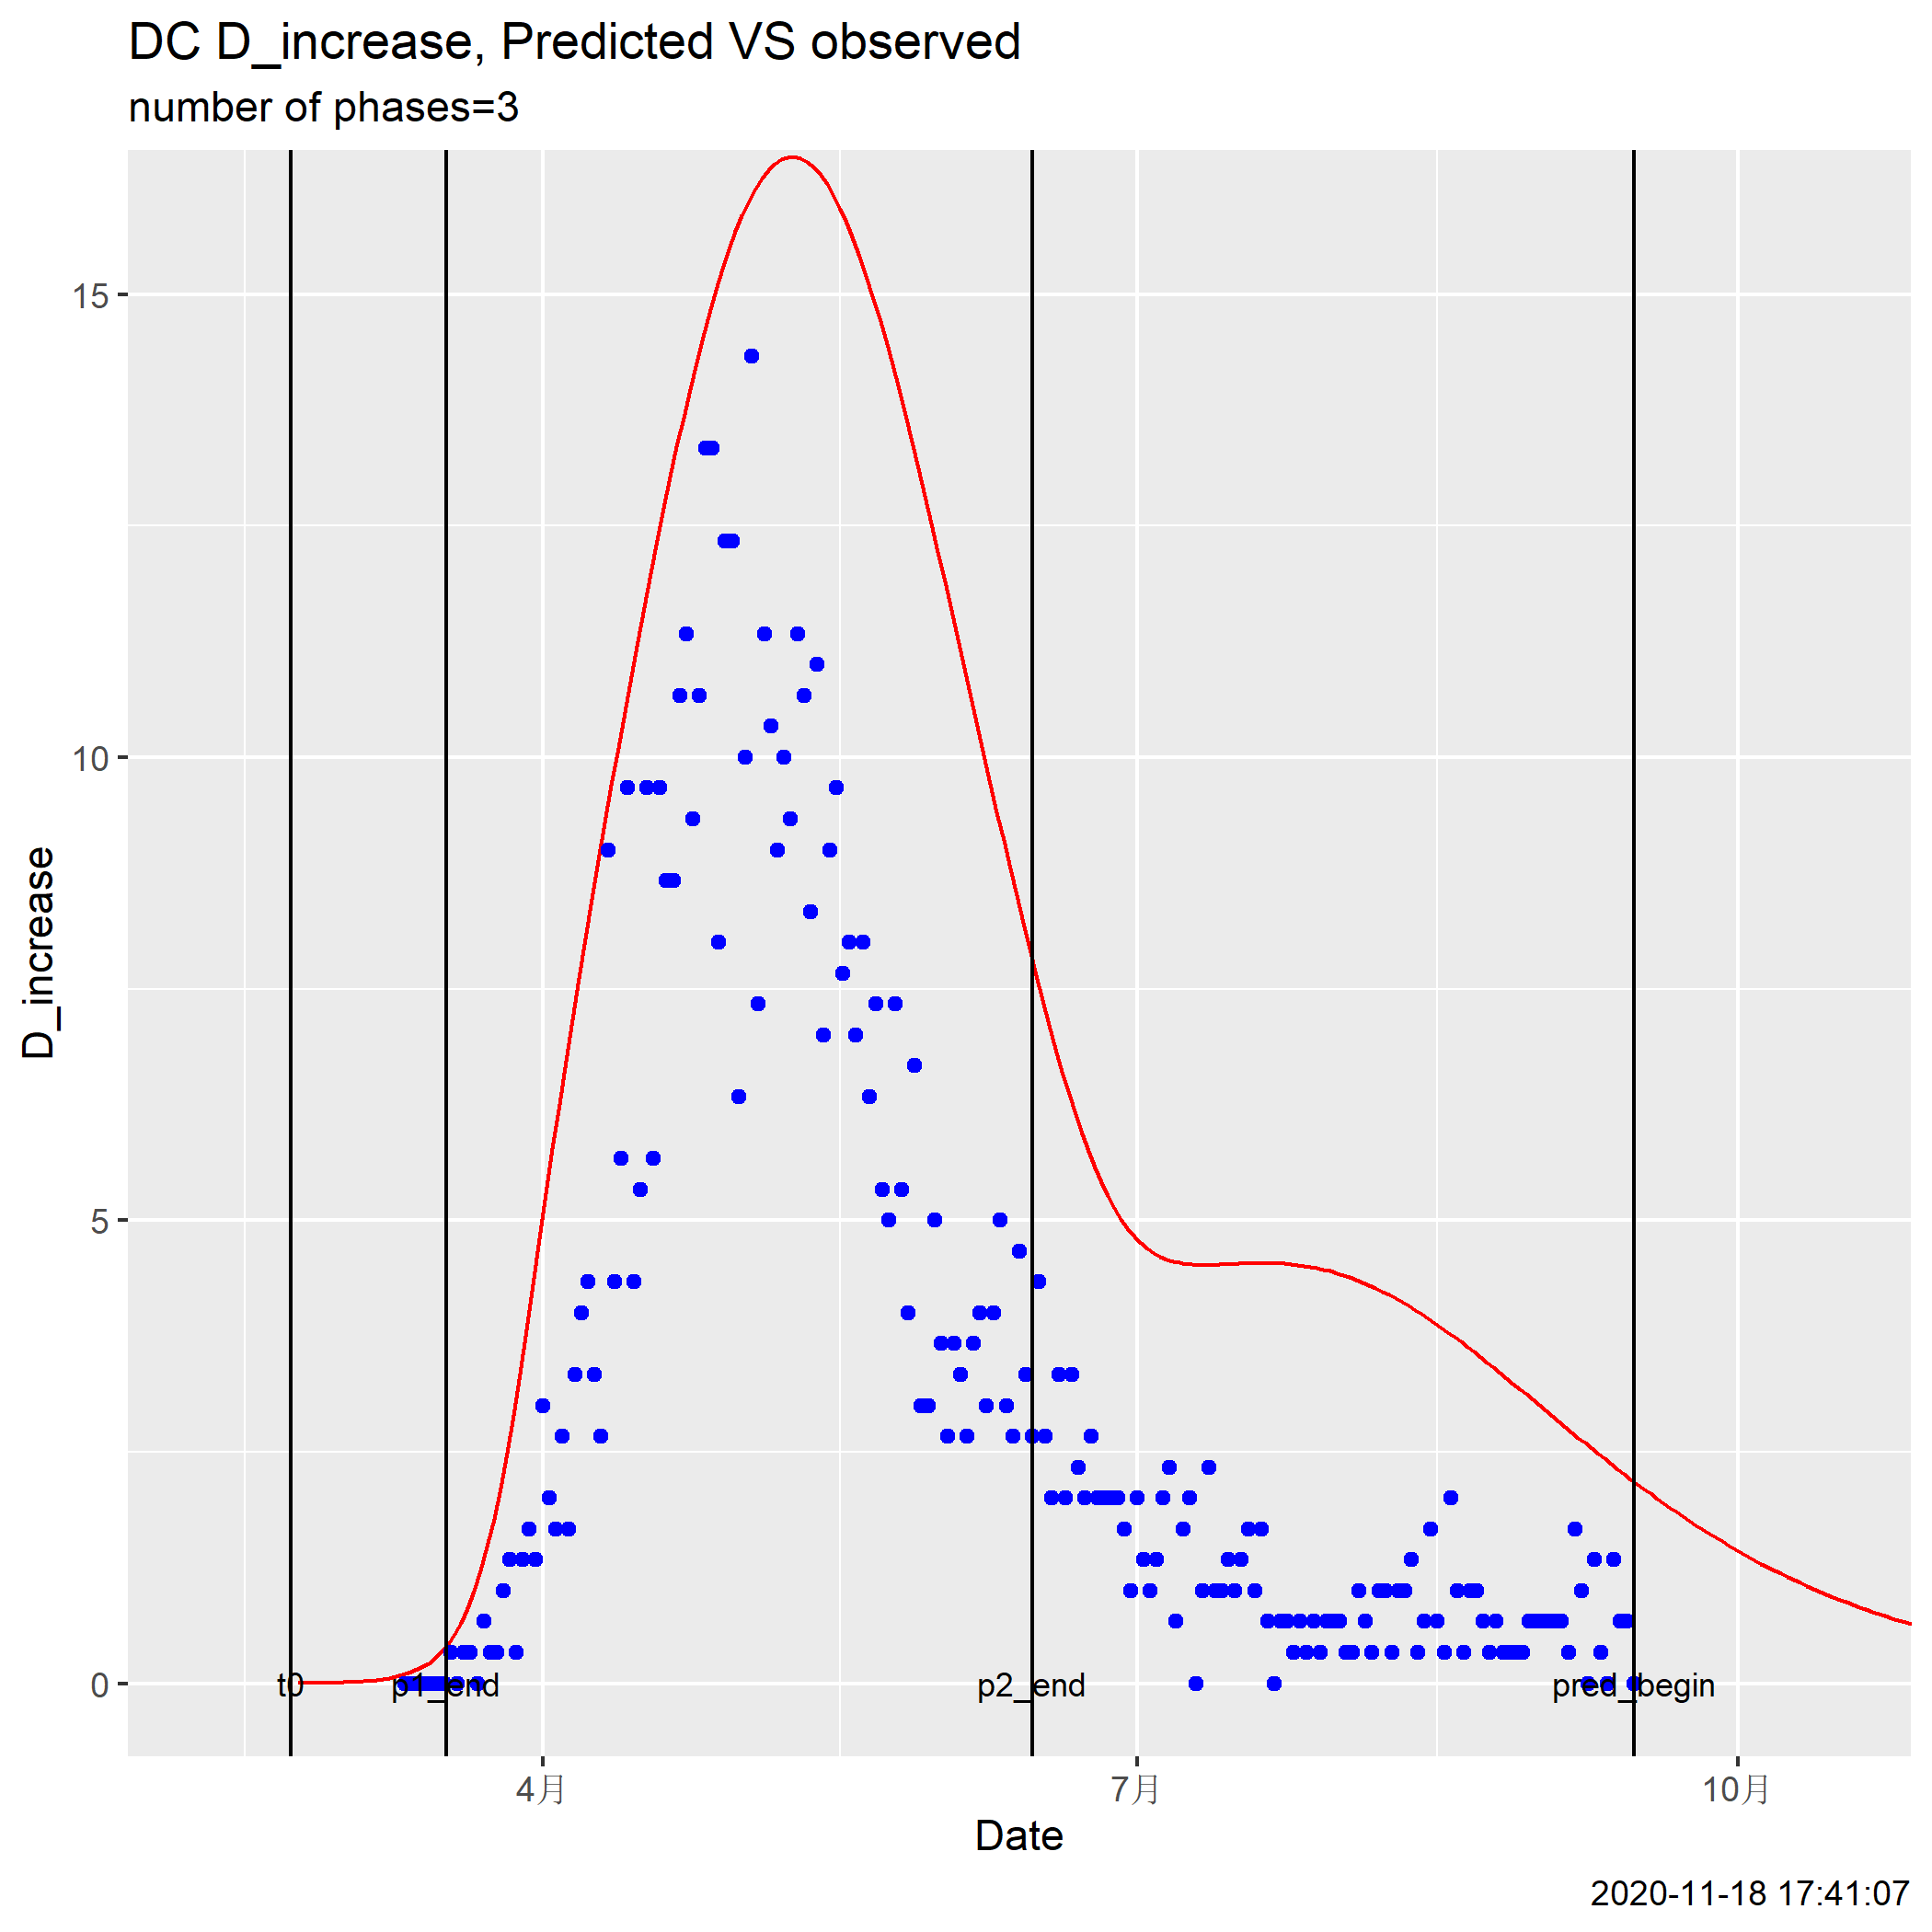 DC D_increase, Predicted VS observed
number of phases=3
15
10
5
0
D_increase
t0
p1_end
p2_end
pred_begin
4月
7月
10月
Date
2020-11-18 17:41:07